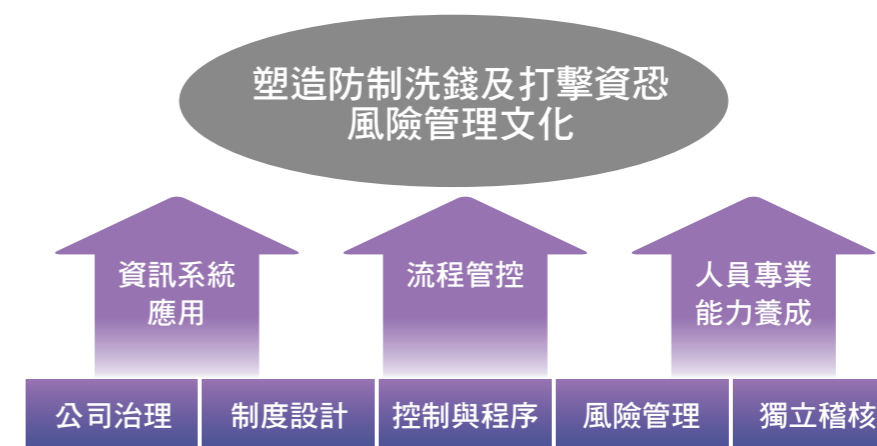 塑造防制洗錢及打擊資恐
風險管理文化
資訊系統
應用
流程管控
人員專業
能力養成
公司治理
制度設計
控制與程序
風險管理
獨立稽核